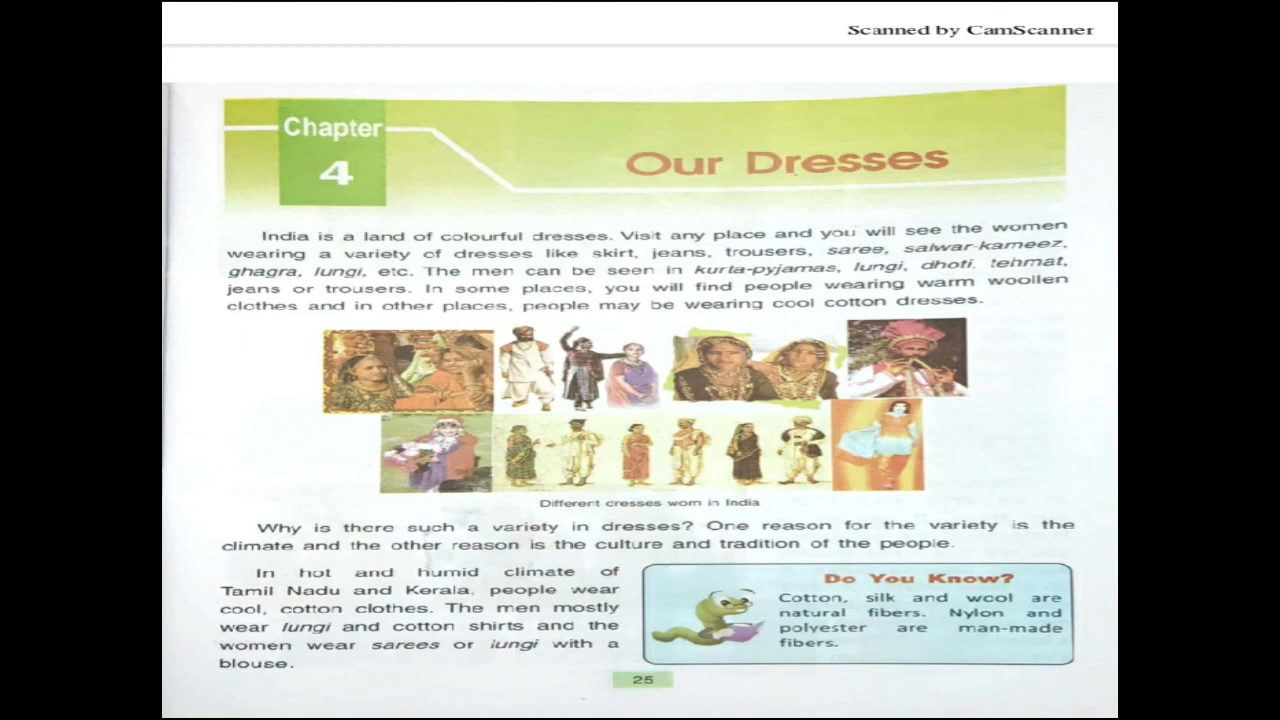 Scanned by CamScanner
Chapter
4
Our Dresses
India is a land of colourful dresses. Visit any place and you will see the women
wearing a variety of dresses like skirt, jeans, trousers, saree, salwar-kameez,
ghagra, lungi, etc. The men can be seen in kurta-pyjamas, lungi, dhoti, tehmat,
jeans or trousers. In some places, you will find people wearing warm woollen
clothes and in other places, people may be wearing cool cotton dresses.
Different dresses worn in India
Why is there such a variety in dresses? One reason for the variety is the
climate and the other reason is the culture and tradition of the people.
In hot and humid climate of
Tamil Nadu and Kerala, people wear
cool, cotton clothes. The men mostly
wear lungi and cotton shirts and the
women wear sarees or lungi with a
blouse.
Do You Know?
Cotton, silk and wool are
natural fibers. Nylon and
polyester are man-made
fibers.
25